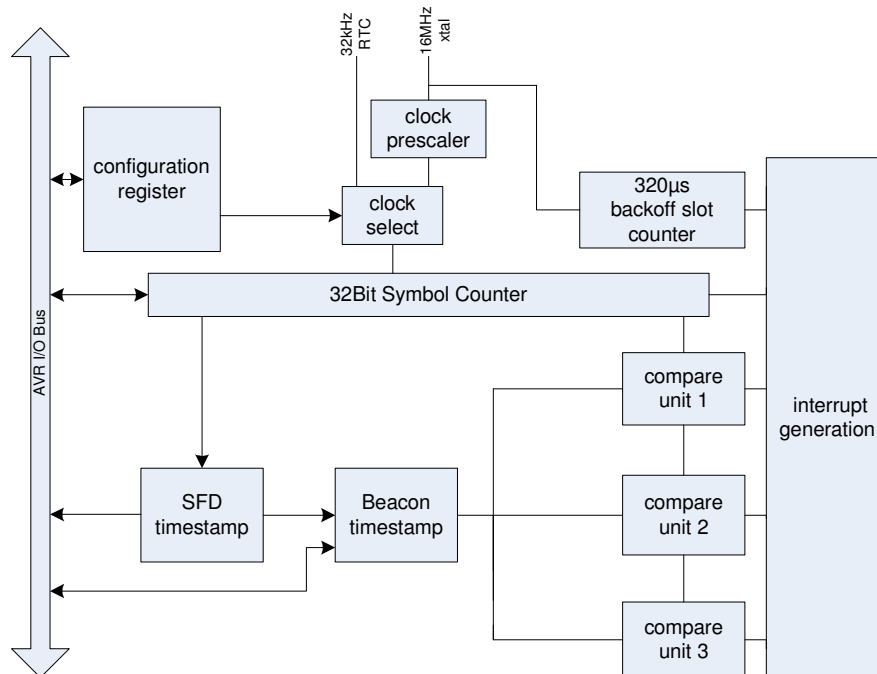 32kHz
RTC
16MHz
xtal
clock
prescaler
configuration
register
clock
select
320µs
backoff slot
counter
32Bit Symbol Counter
AVR I/O Bus
compare
unit 1
interrupt
generation
SFD
timestamp
Beacon
timestamp
compare
unit 2
compare
unit 3